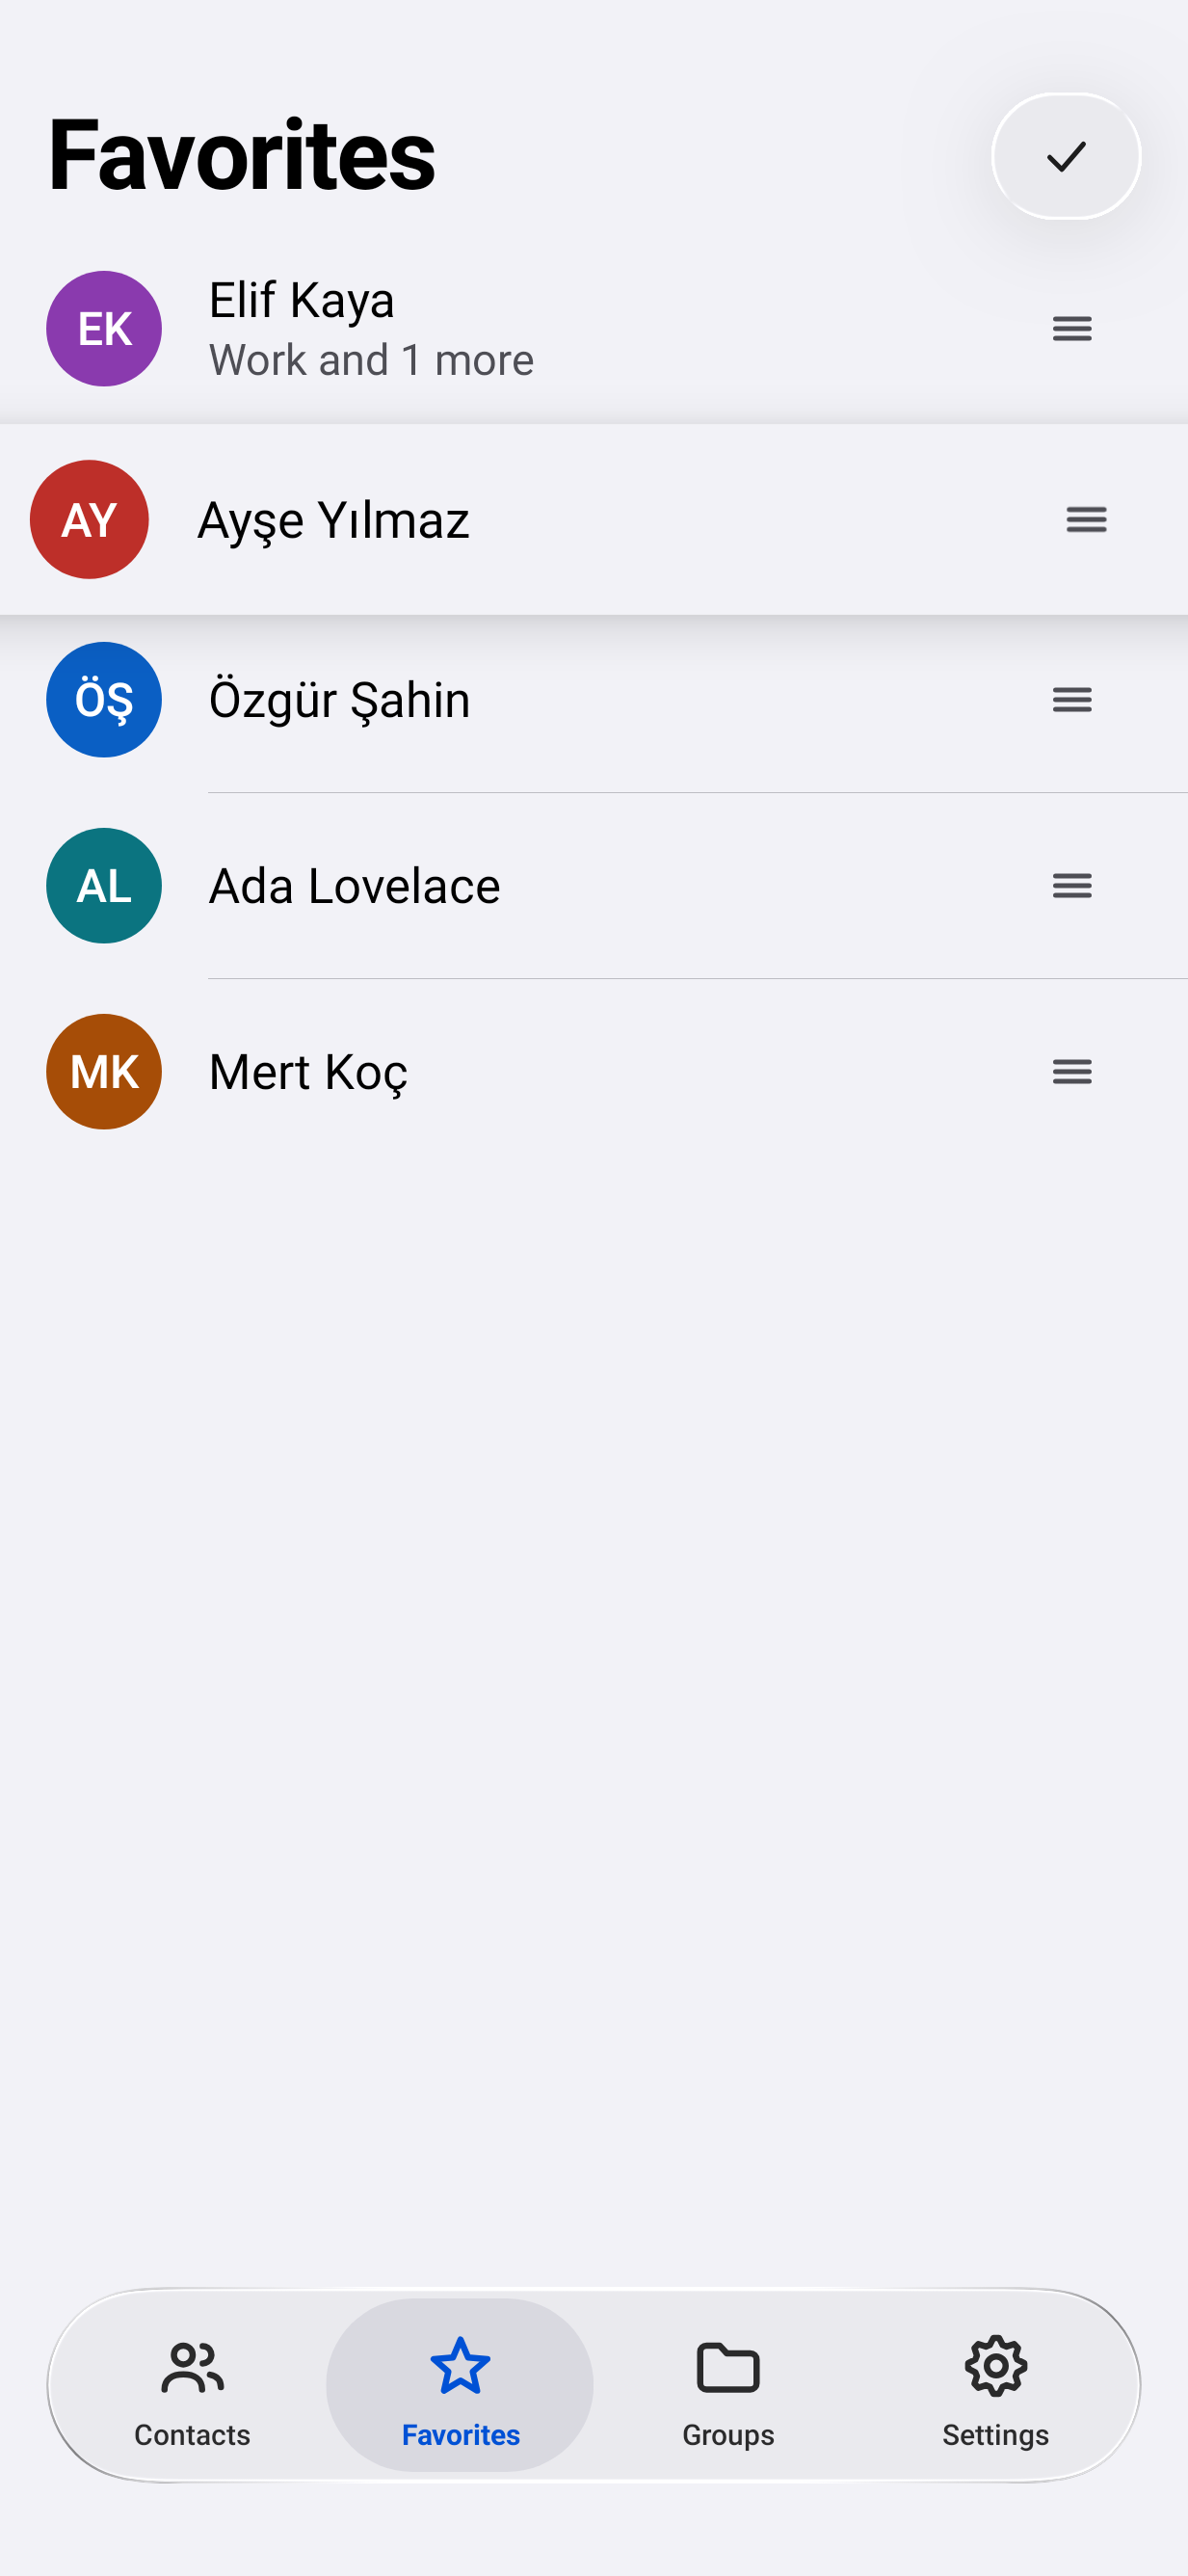 Favorites
EK
Elif Kaya
Work and 1 more
AY
Ayşe Yılmaz
ÖŞ
Özgür Şahin
AL
Ada Lovelace
MK
Mert Koç
Contacts
Favorites
Groups
Settings